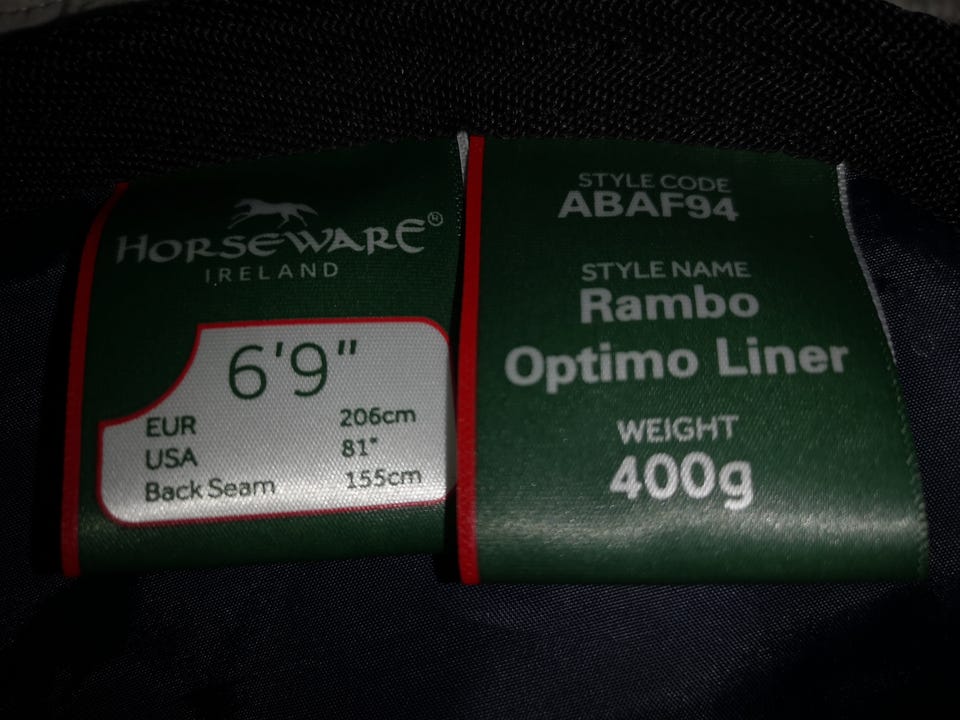 HORSEWARE®
IRELAND
6'9"
EUR 206cm
USA 81"
Back Seam 155cm
STYLE CODE
ABAF94
STYLE NAME
Rambo
Optimo Liner
WEIGHT
400g